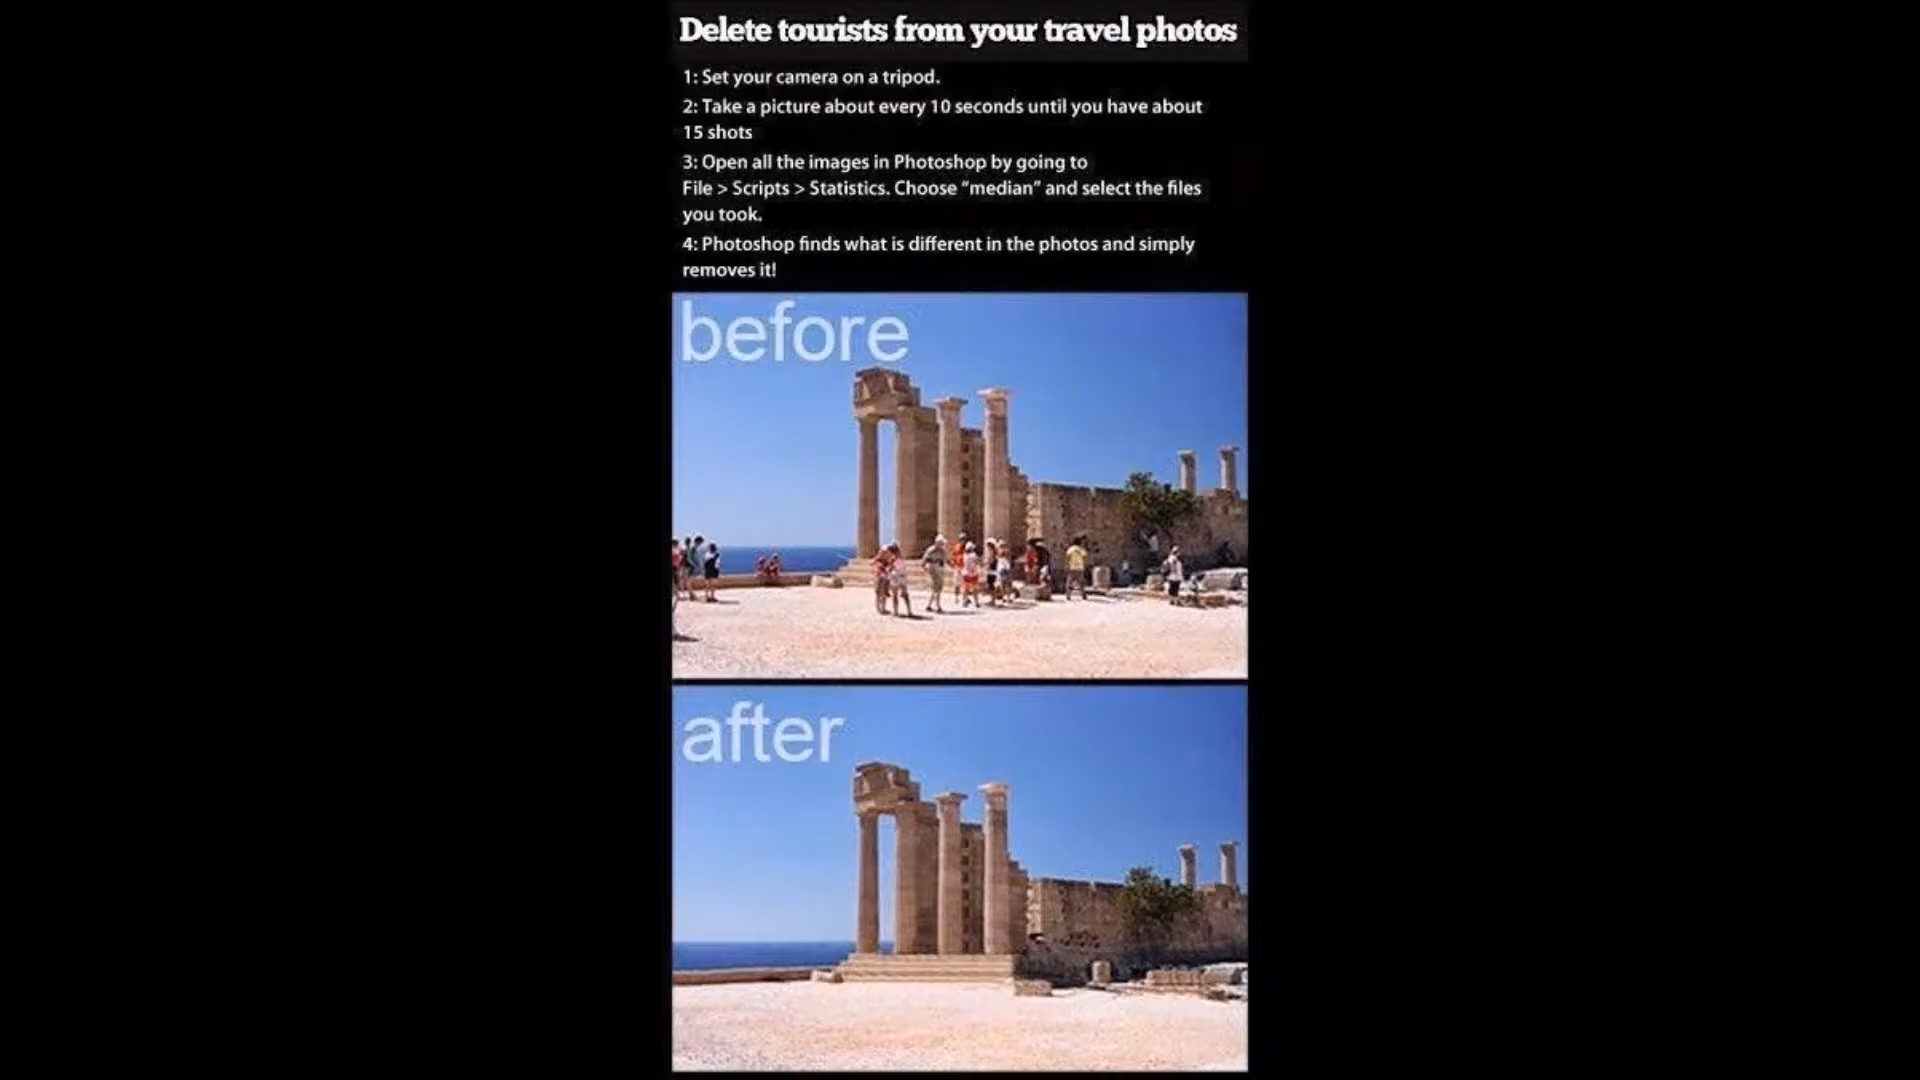 Delete tourists from your travel photos
1: Set your camera on a tripod.
2: Take a picture about every 10 seconds until you have about
15 shots
3: Open all the images in Photoshop by going to
File > Scripts > Statistics. Choose “median” and select the files
you took.
4: Photoshop finds what is different in the photos and simply
removes it!
before
after